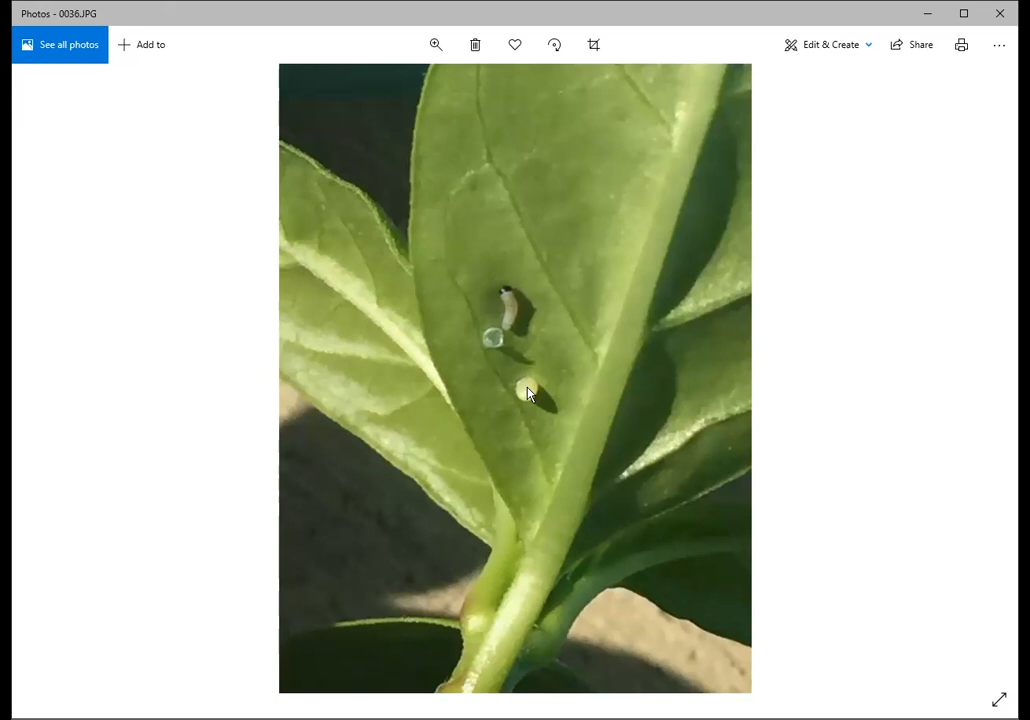 Photos - 0036.JPG
See all photos
Add to
Edit & Create
Share